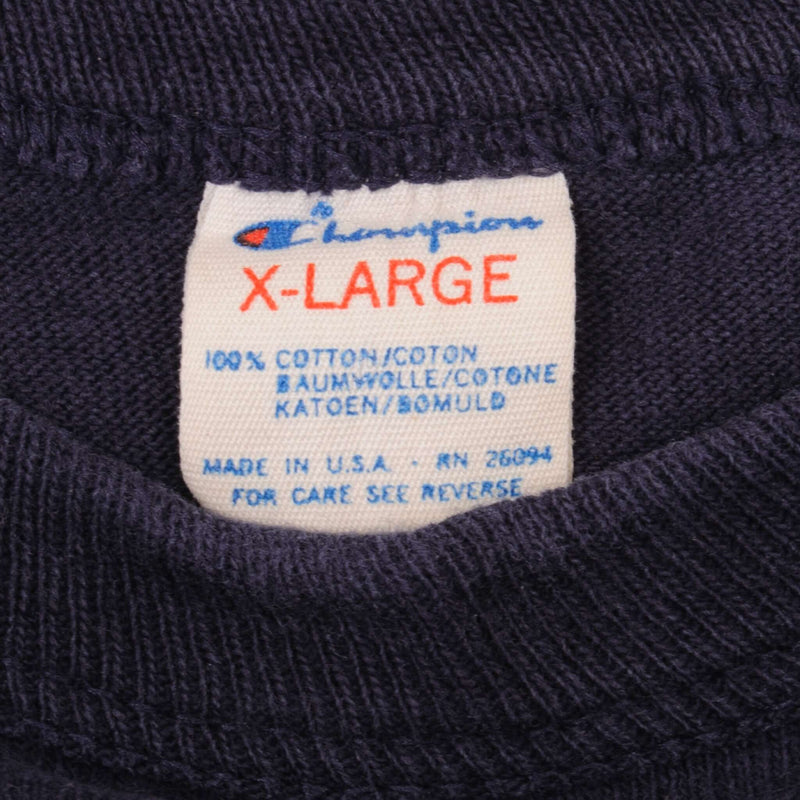 Champion
X-LARGE
100% COTTON/COTON
BAUMWOLLE/COTONE
KATOEN/BOMULD
MADE IN U.S.A. - RN 26094
FOR CARE SEE REVERSE